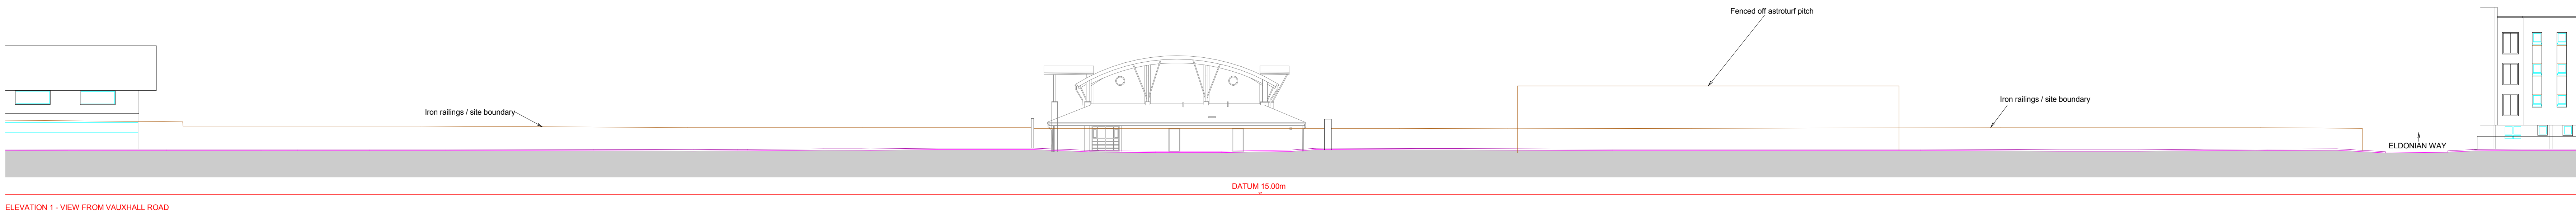 Fenced off astroturf pitch
Iron railings / site boundary
Iron railings / site boundary
ELDONIAN WAY
DATUM 15.00m
ELEVATION 1 - VIEW FROM VAUXHALL ROAD